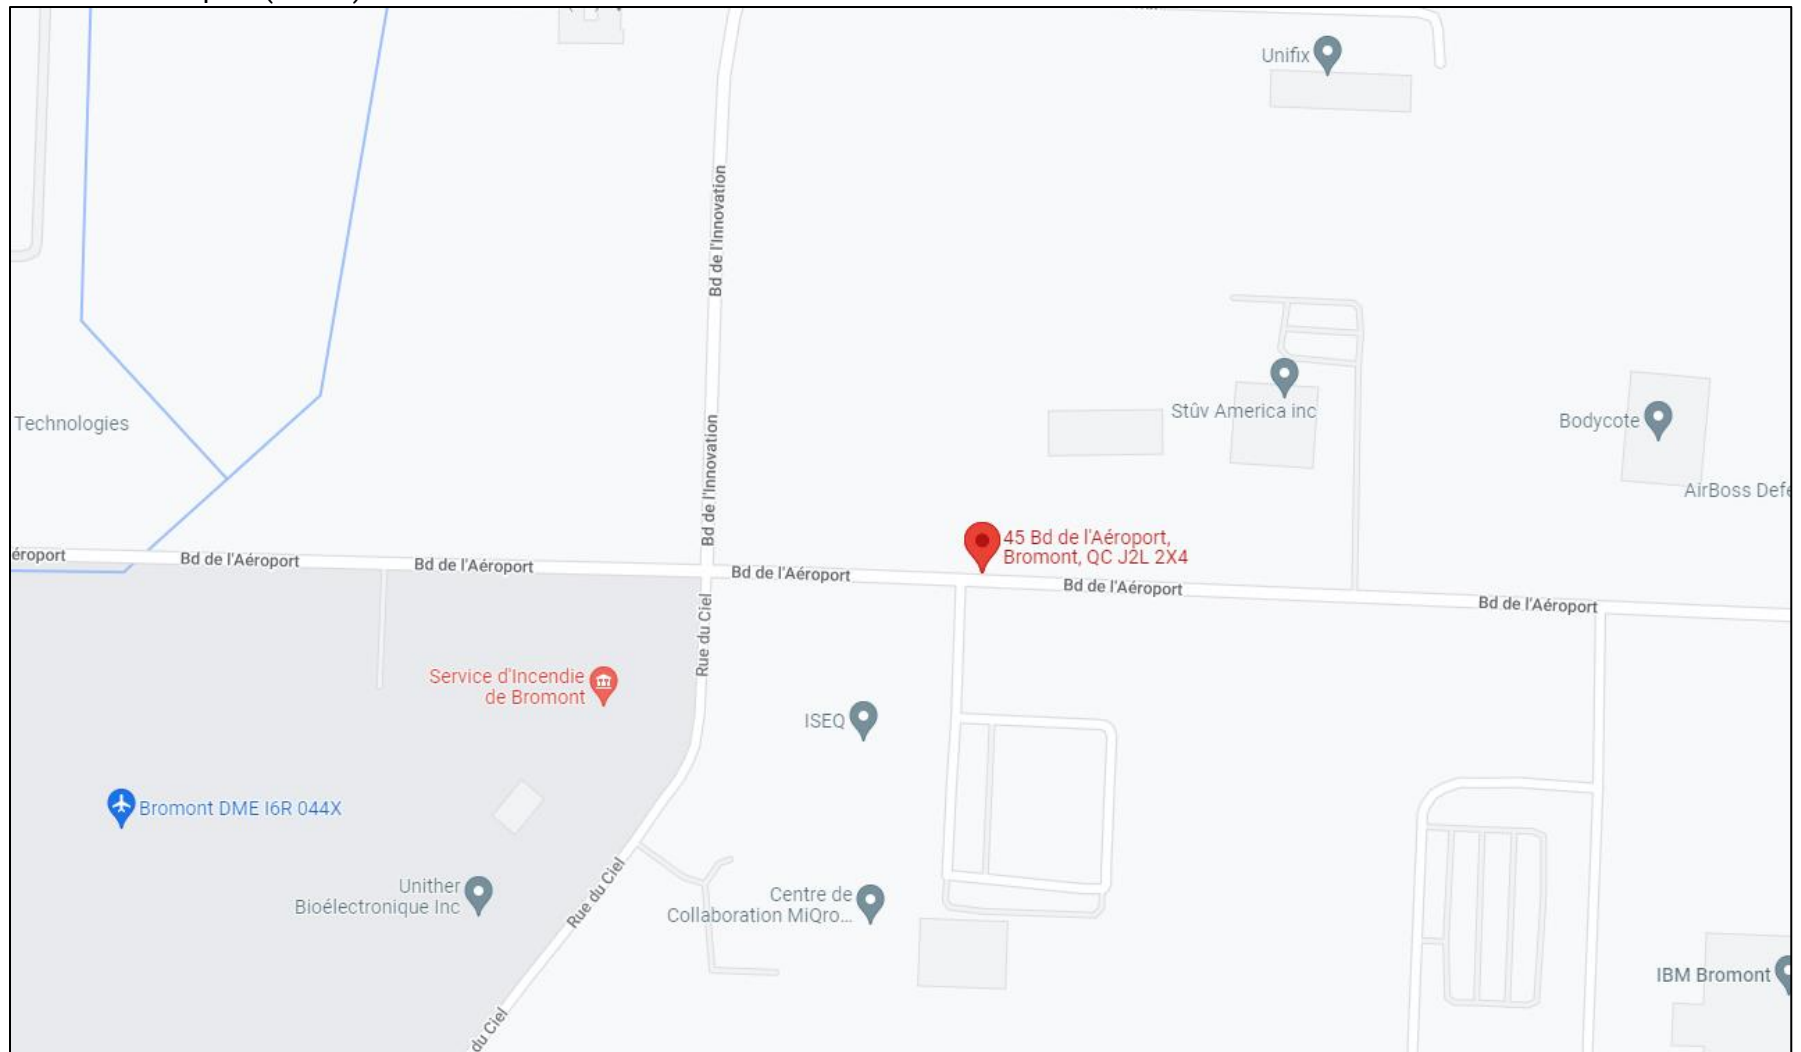 Unifix
Bd de l'Innovation
Stûv America inc
Technologies
Bodycote
Bd de l'Innovation
AirBoss Defe
45 Bd de l'Aéroport,
Bromont, QC J2L 2X4
éroport
Bd de l'Aéroport
Bd de l'Aéroport
Bd de l'Aéroport
Bd de l'Aéroport
Bd de l'Aéroport
Rue du Ciel
Service d'Incendie
de Bromont
ISEQ
Bromont DME I6R 044X
Unither
Bioélectronique Inc
Rue du Ciel
Centre de
Collaboration MiQro...
IBM Bromont
du Ciel